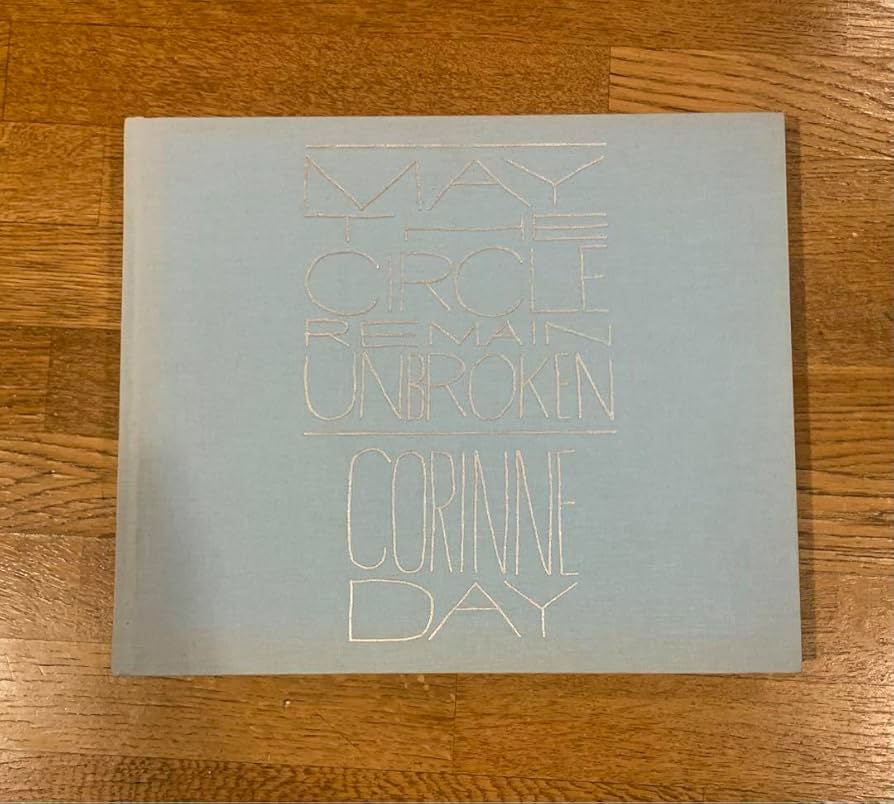 MAY
THE
CIRCLE
REMAIN
UNBROKEN
CORINNE
DAY